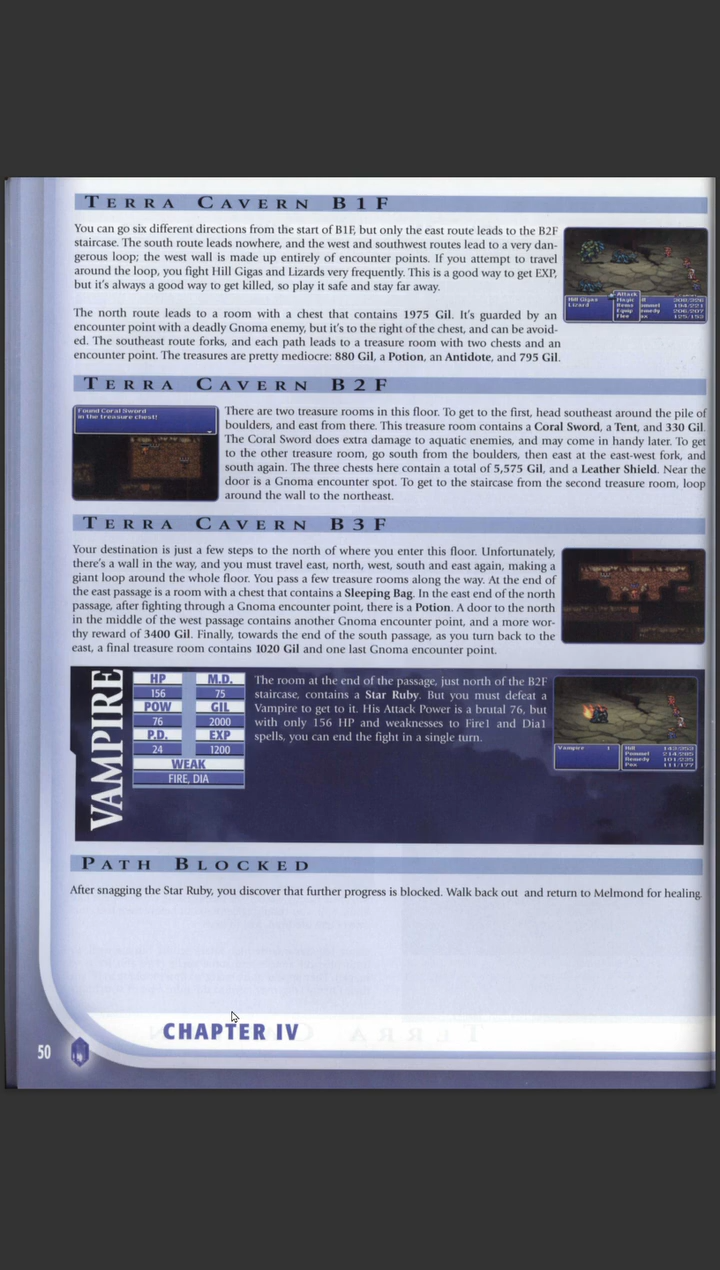 TERRA CAVERN B1F
You can go six different directions from the start of B1F, but only the east route leads to the B2F
staircase. The south route leads nowhere, and the west and southwest routes lead to a very dan-
gerous loop; the west wall is made up entirely of encounter points. If you attempt to travel
around the loop, you fight Hill Gigas and Lizards very frequently. This is a good way to get EXP,
but it's always a good way to get killed, so play it safe and stay far away.
The north route leads to a room with a chest that contains 1975 Gil. It's guarded by an
encounter point with a deadly Gnoma enemy, but it's to the right of the chest, and can be avoid-
ed. The southeast route forks, and each path leads to a treasure room with two chests and an
encounter point. The treasures are pretty mediocre: 880 Gil, a Potion, an Antidote, and 795 Gil.
Hill Gigas
Lizard
Attack
Magic
Equip
Flee
TERRA CAVERN B2F
Found Coral Sword
in the treasure chest!
There are two treasure rooms in this floor. To get to the first, head southeast around the pile of
boulders, and east from there. This treasure room contains a Coral Sword, a Tent, and 330 Gil.
The Coral Sword does extra damage to aquatic enemies, and may come in handy later. To get
to the other treasure room, go south from the boulders, then east at the east-west fork, and
south again. The three chests here contain a total of 5,575 Gil, and a Leather Shield. Near the
door is a Gnoma encounter spot. To get to the staircase from the second treasure room, loop
around the wall to the northeast.
TERRA CAVERN B3F
Your destination is just a few steps to the north of where you enter this floor. Unfortunately,
there's a wall in the way, and you must travel east, north, west, south and east again, making a
giant loop around the whole floor. You pass a few treasure rooms along the way. At the end of
the east passage is a room with a chest that contains a Sleeping Bag. In the east end of the north
passage, after fighting through a Gnoma encounter point, there is a Potion. A door to the north
in the middle of the west passage contains another Gnoma encounter point, and a more wor-
thy reward of 3400 Gil. Finally, towards the end of the south passage, as you turn back to the
east, a final treasure room contains 1020 Gil and one last Gnoma encounter point.
VAMPIRE
HP M.D.
156 75
POW GIL
76 2000
P.D. EXP
24 1200
WEAK
FIRE, DIA
The room at the end of the passage, just north of the B2F
staircase, contains a Star Ruby. But you must defeat a
Vampire to get to it. His Attack Power is a brutal 76, but
with only 156 HP and weaknesses to Fire1 and Dia1
spells, you can end the fight in a single turn.
Vampire 1
Hill
Pommel
Remedy
Pox
PATH BLOCKED
After snagging the Star Ruby, you discover that further progress is blocked. Walk back out and return to Melmond for healing.
CHAPTER IV
50